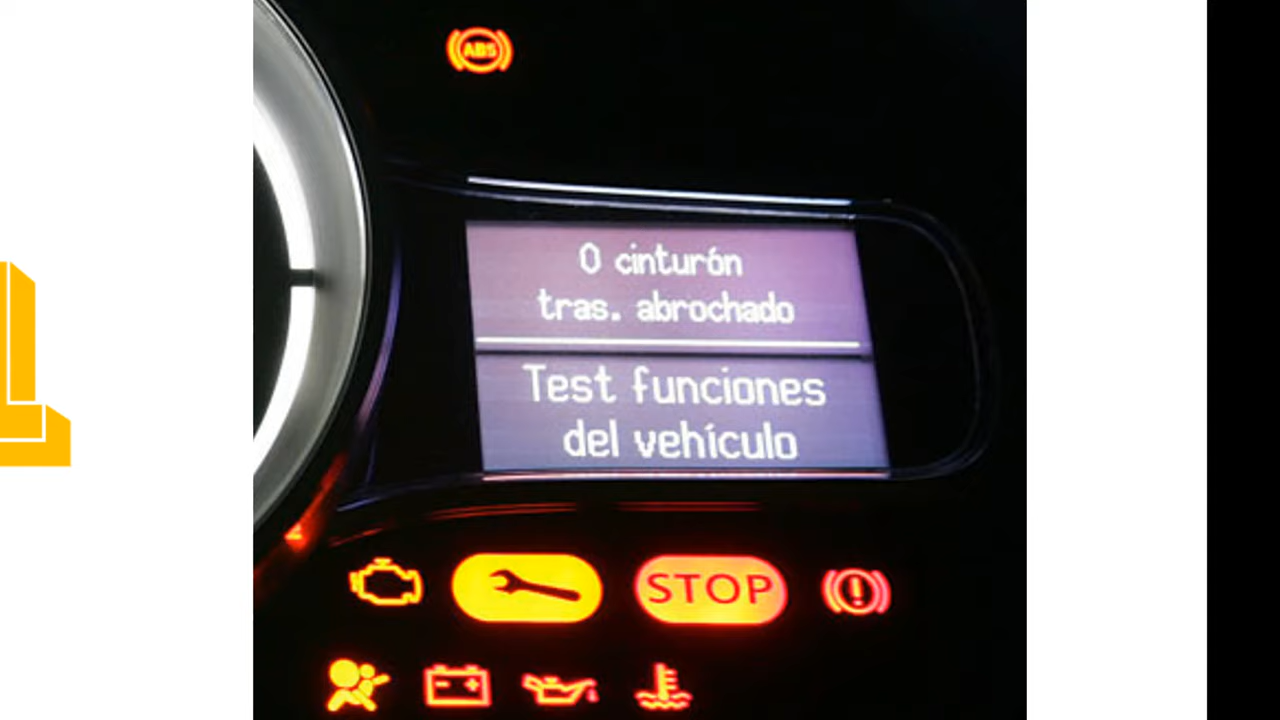 ABS
0 cinturón
tras. abrochado
Test funciones
del vehículo
STOP